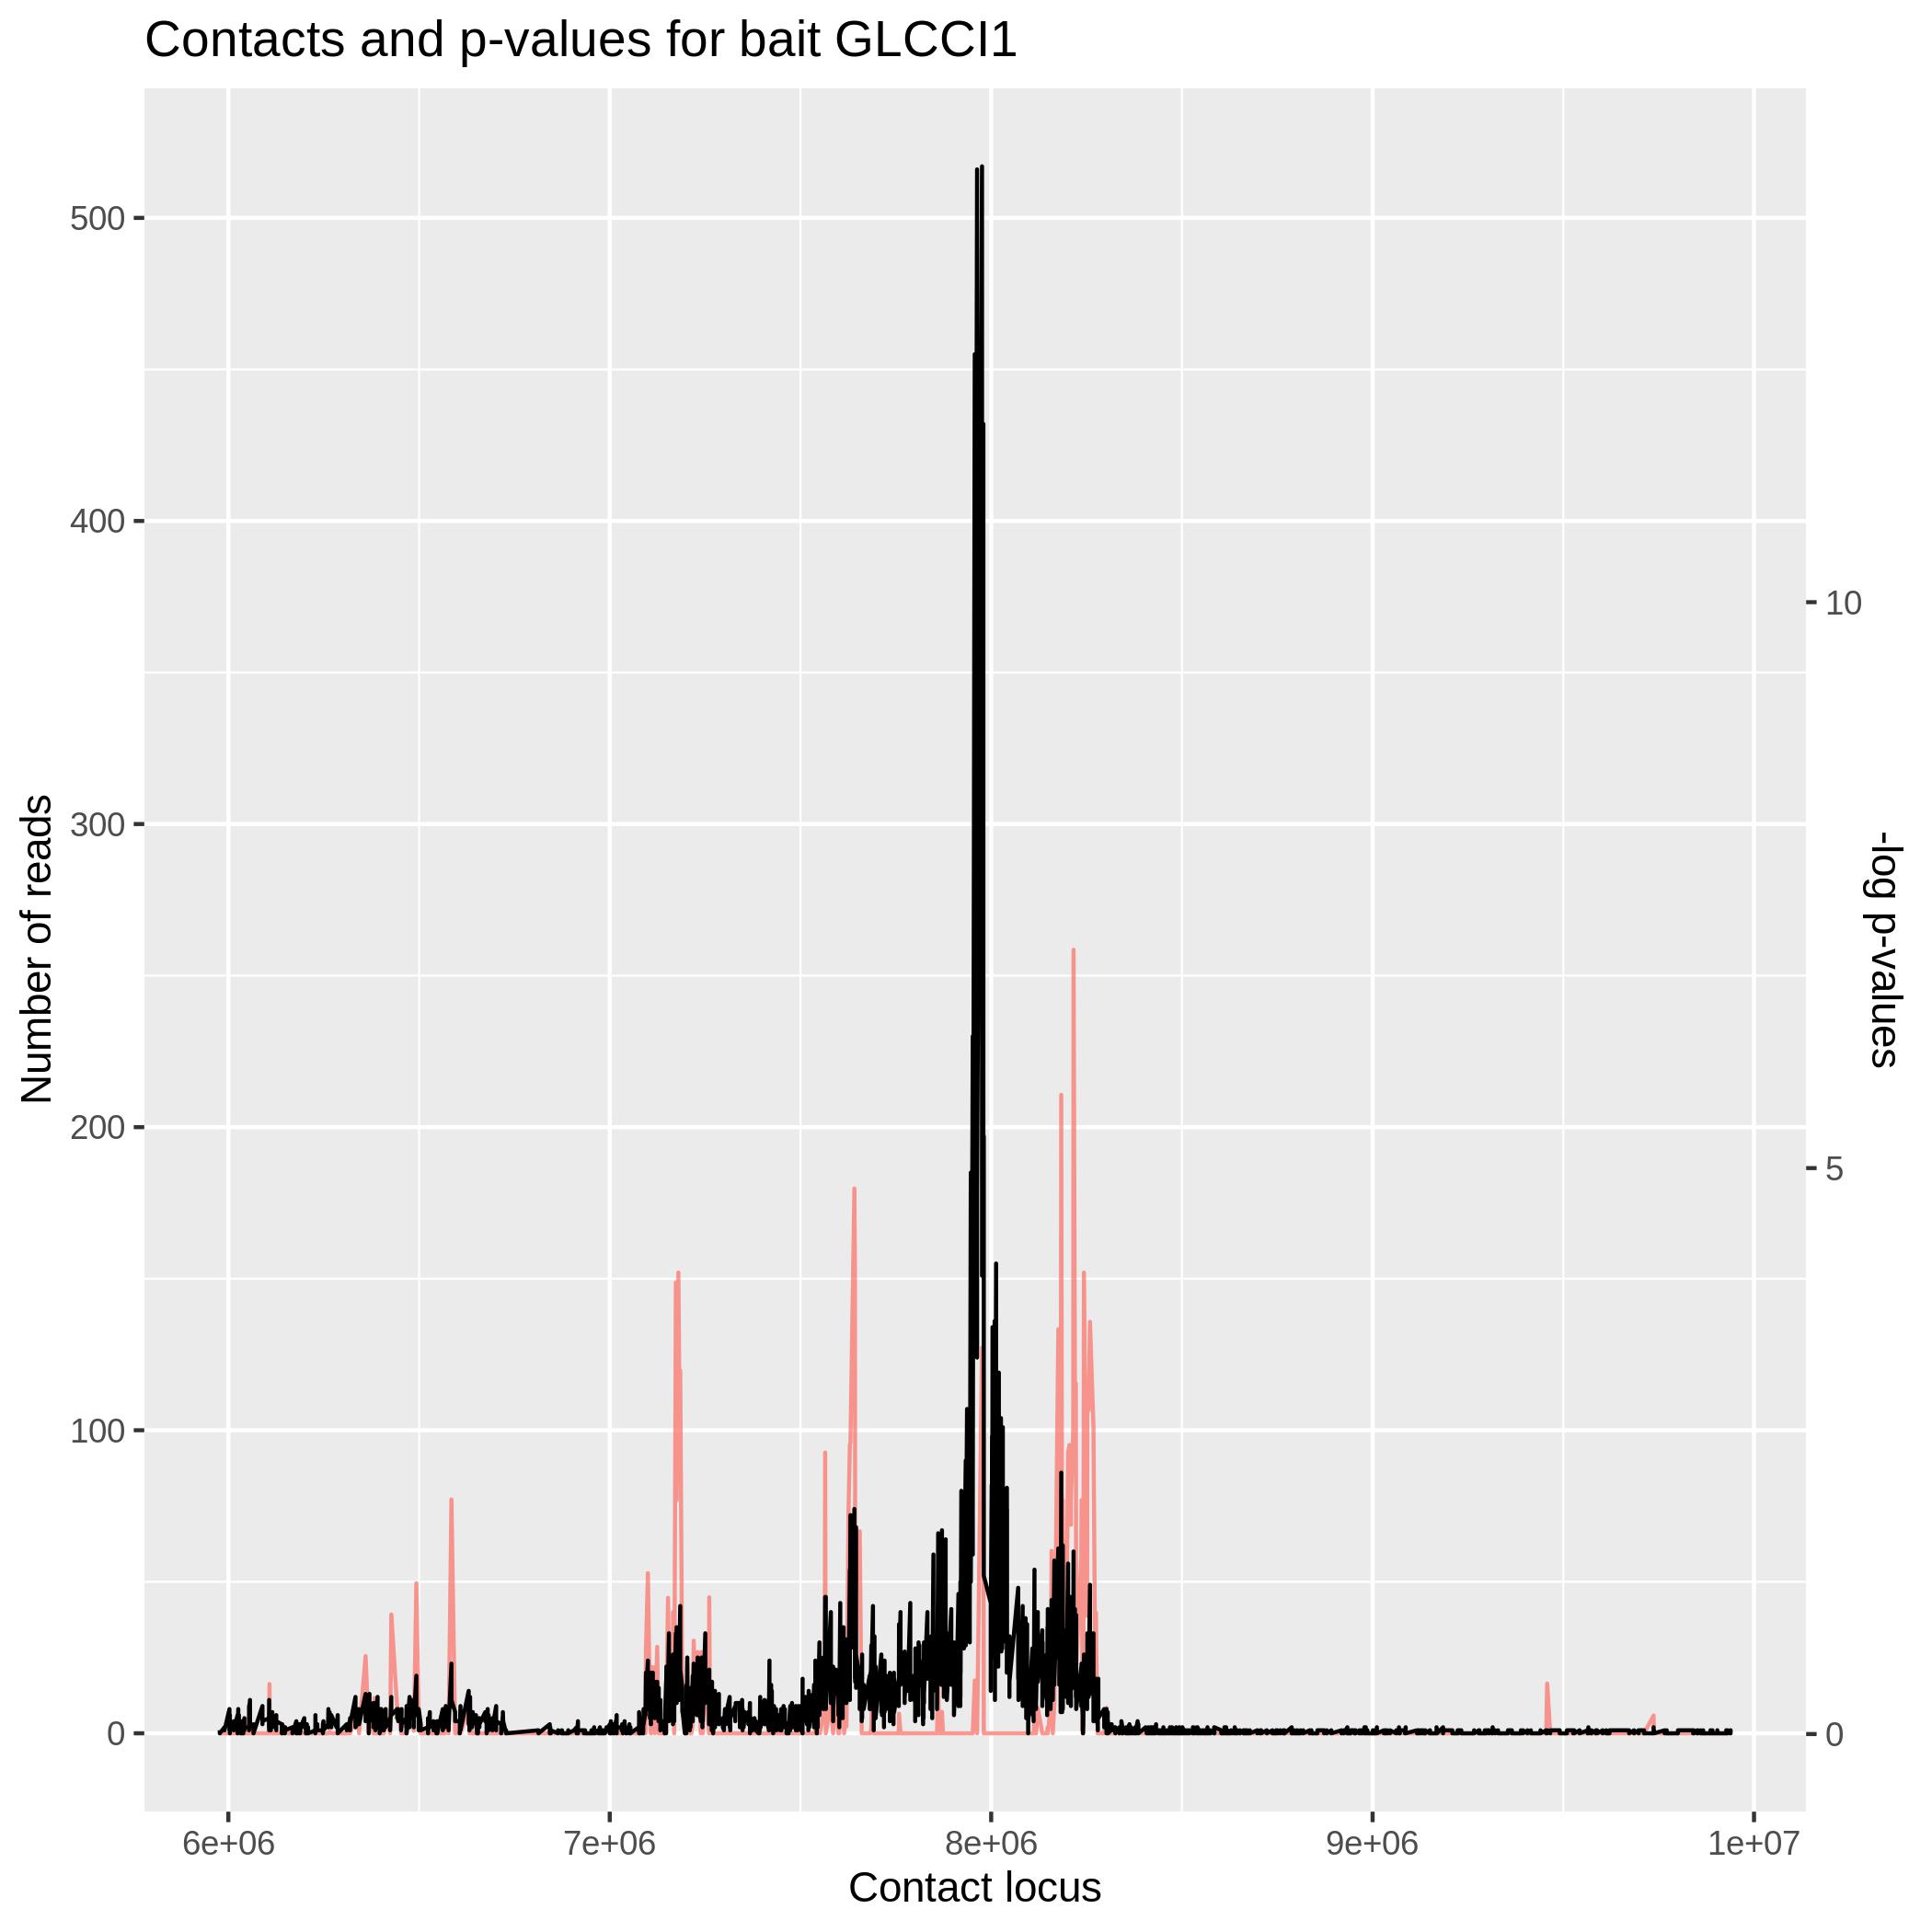 Contacts and p-values for bait GLCCI1
500
400
300
200
100
0
Number of reads
10
5
0
-log p-values
6e+06
7e+06
8e+06
9e+06
1e+07
Contact locus